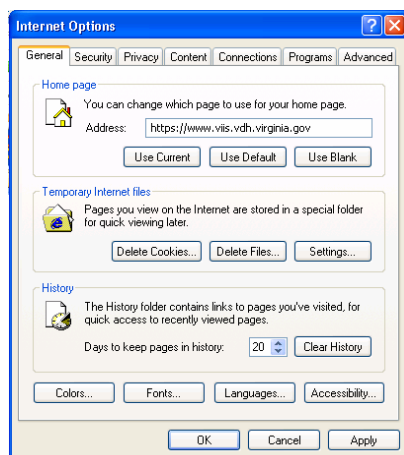 Internet Options
General Security Privacy Content Connections Programs Advanced
Home page
You can change which page to use for your home page.
Address: https://www.viis.vdh.virginia.gov
Use Current Use Default Use Blank
Temporary Internet files
Pages you view on the Internet are stored in a special folder
for quick viewing later.
Delete Cookies... Delete Files... Settings...
History
The History folder contains links to pages you've visited, for
quick access to recently viewed pages.
Days to keep pages in history: 20 Clear History
Colors... Fonts... Languages... Accessibility...
OK Cancel Apply